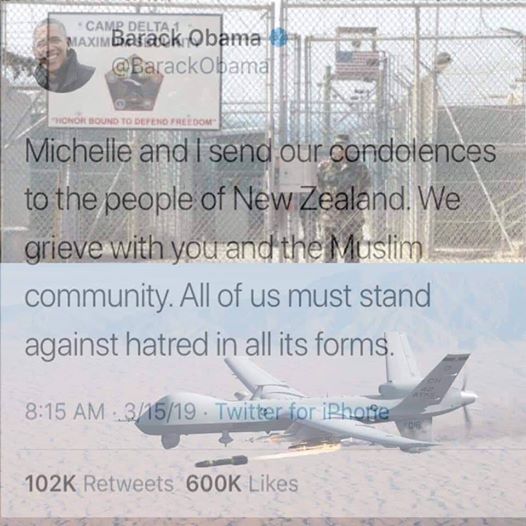 CAMP DELTA 1
MAXIMUM SECURITY
Barack Obama
@BarackObama
"HONOR BOUND TO DEFEND FREEDOM"
Michelle and I send our condolences
to the people of New Zealand. We
grieve with you and the Muslim
community. All of us must stand
against hatred in all its forms.
8:15 AM · 3/15/19 · Twitter for iPhone
102K Retweets 600K Likes